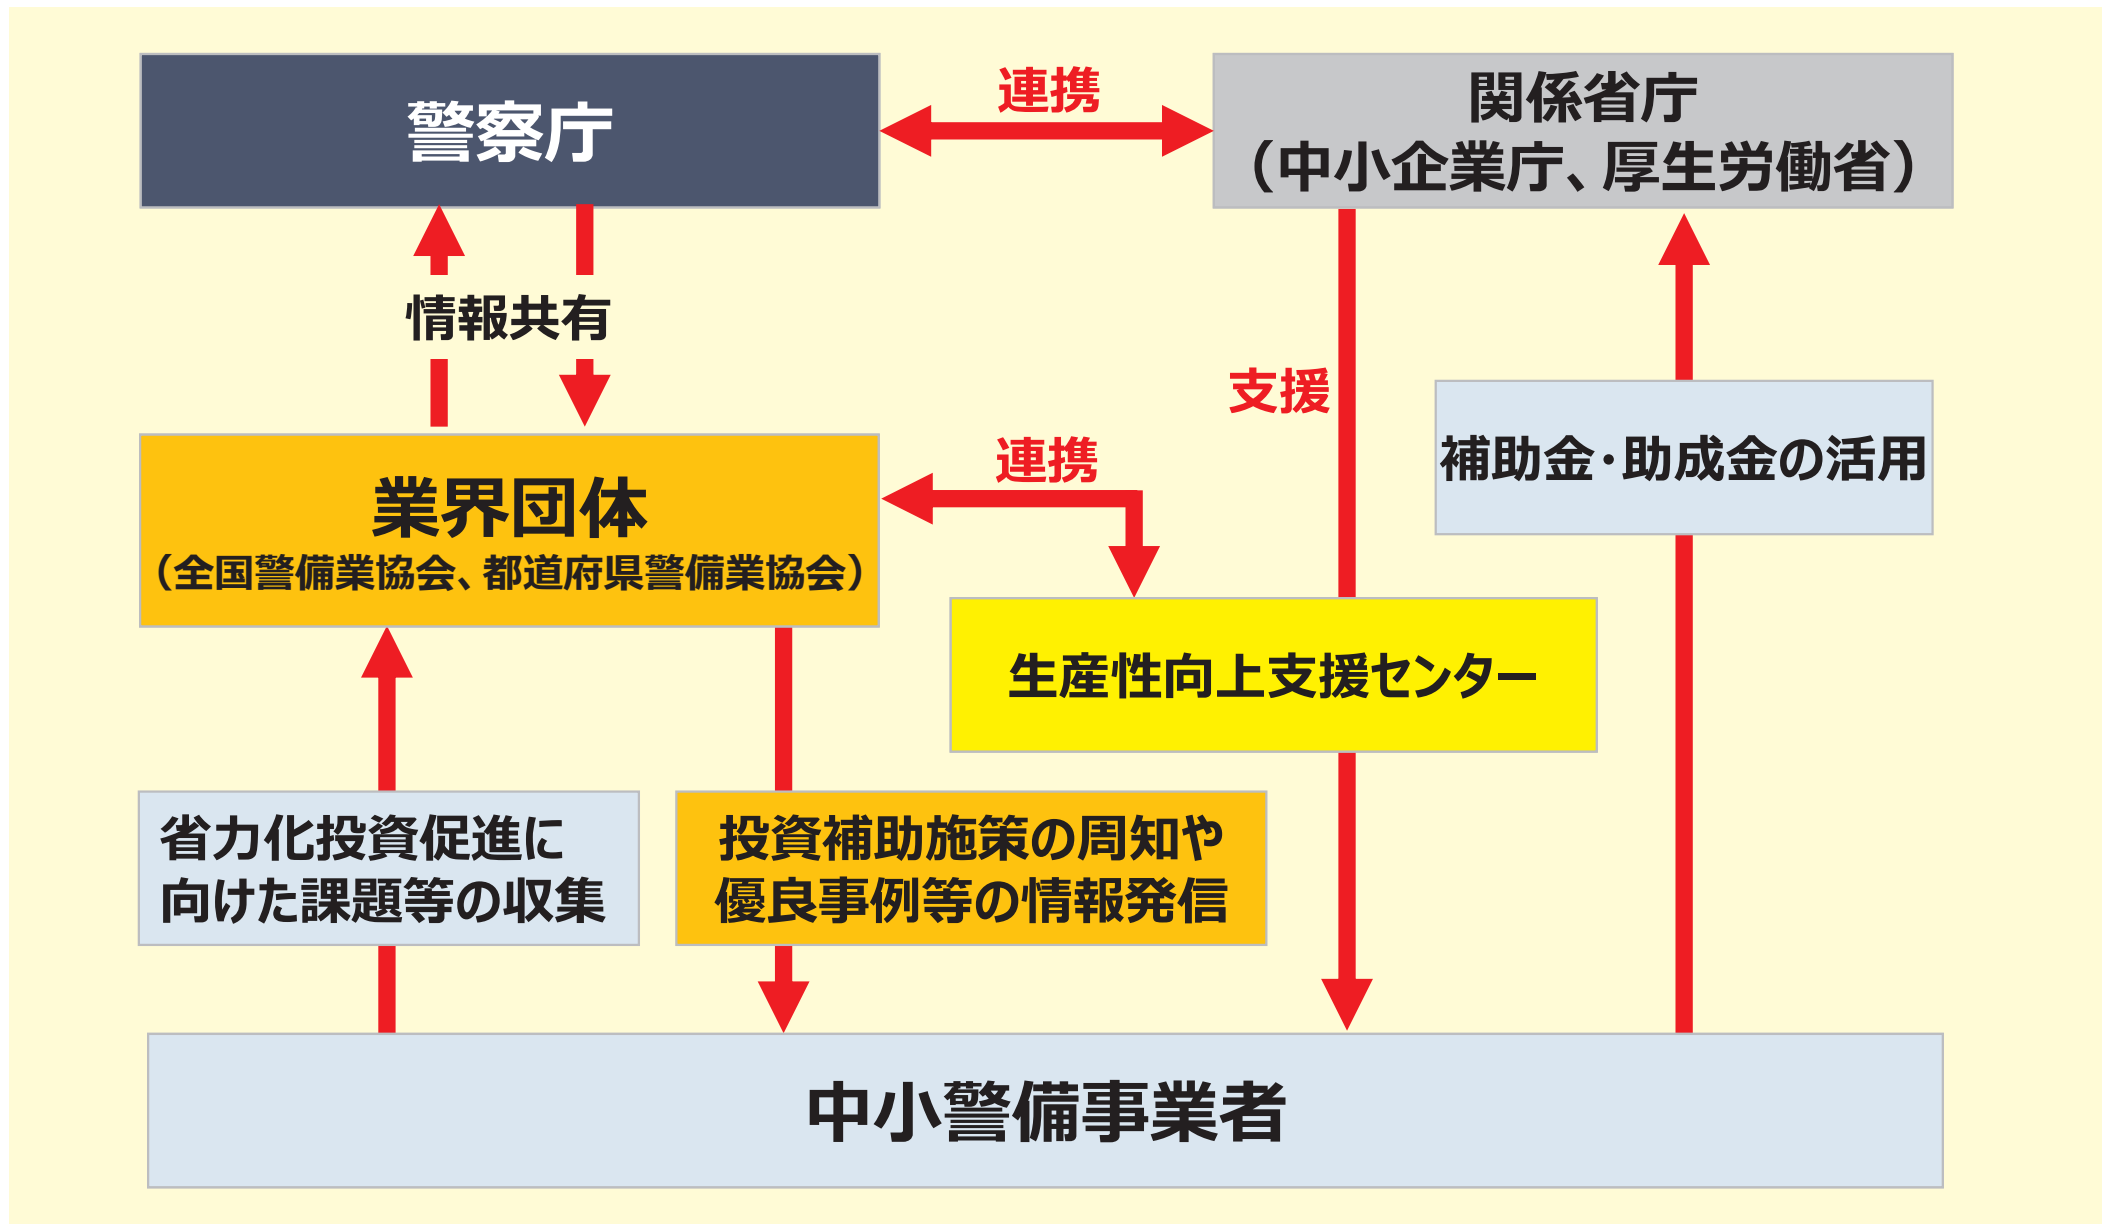 警察庁
連携
関係省庁
（中小企業庁、厚生労働省）
情報共有
支援
業界団体
（全国警備業協会、都道府県警備業協会）
連携
補助金・助成金の活用
生産性向上支援センター
省力化投資促進に
向けた課題等の収集
投資補助施策の周知や
優良事例等の情報発信
中小警備事業者